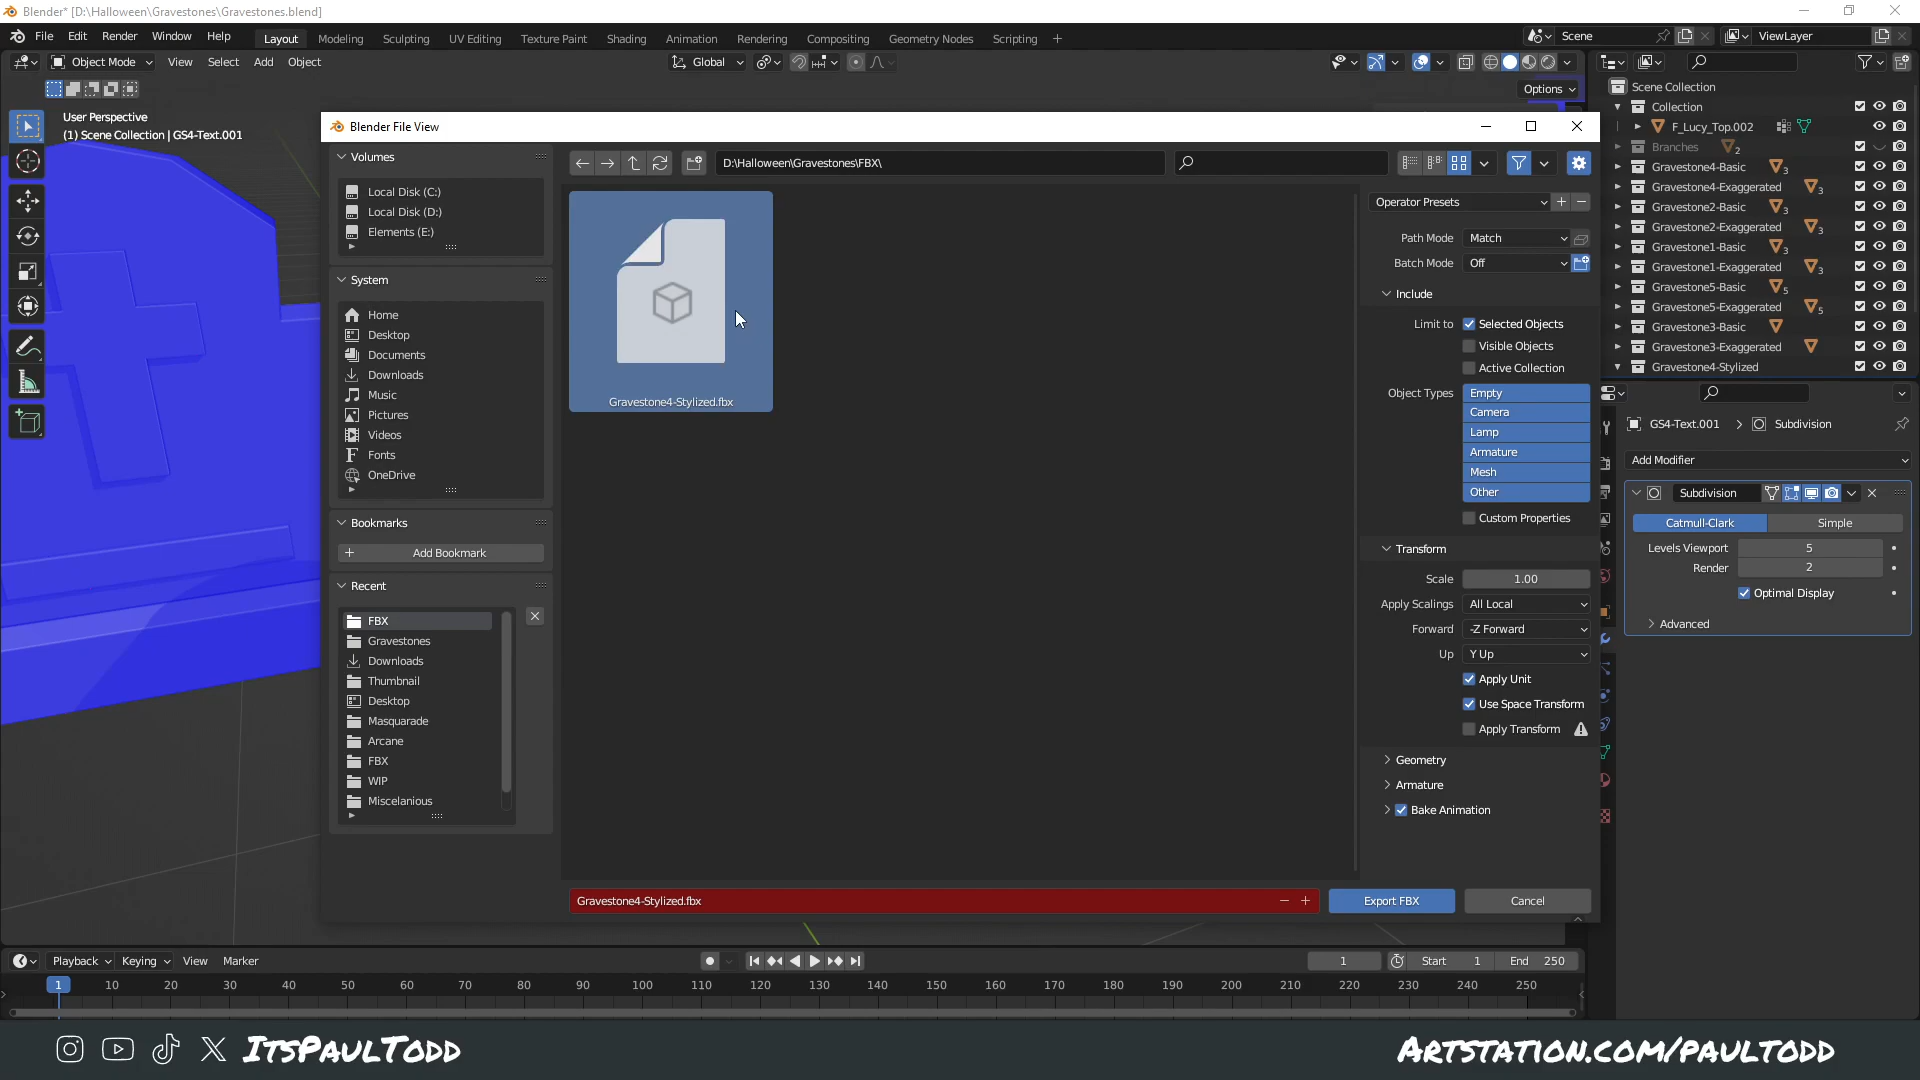 Blender* [D:\Halloween\Gravestones\Gravestones.blend]
File Edit Render Window Help
Layout Modeling Sculpting UV Editing Texture Paint Shading Animation Rendering Compositing Geometry Nodes Scripting +
Scene
ViewLayer
Object Mode View Select Add Object
Global
Options
User Perspective
(1) Scene Collection | GS4-Text.001
Blender File View
Volumes
Local Disk (C:)
Local Disk (D:)
Elements (E:)
System
Home
Desktop
Documents
Downloads
Music
Pictures
Videos
Fonts
OneDrive
Bookmarks
Add Bookmark
Recent
FBX
Gravestones
Downloads
Thumbnail
Desktop
Masquarade
Arcane
FBX
WIP
Miscelanious
D:\Halloween\Gravestones\FBX\
Gravestone4-Stylized.fbx
Gravestone4-Stylized.fbx
Export FBX
Cancel
Operator Presets
Path Mode Match
Batch Mode Off
Include
Limit to Selected Objects
Visible Objects
Active Collection
Object Types Empty
Camera
Lamp
Armature
Mesh
Other
Custom Properties
Transform
Scale 1.00
Apply Scalings All Local
Forward -Z Forward
Up Y Up
Apply Unit
Use Space Transform
Apply Transform
Geometry
Armature
Bake Animation
Scene Collection
Collection
F_Lucy_Top.002
Branches 2
Gravestone4-Basic 3
Gravestone4-Exaggerated 3
Gravestone2-Basic 3
Gravestone2-Exaggerated 3
Gravestone1-Basic 3
Gravestone1-Exaggerated 3
Gravestone5-Basic 5
Gravestone5-Exaggerated 5
Gravestone3-Basic
Gravestone3-Exaggerated
Gravestone4-Stylized
GS4-Text.001 > Subdivision
Add Modifier
Subdivision
Catmull-Clark Simple
Levels Viewport 5
Render 2
Optimal Display
Advanced
Playback Keying View Marker
1 Start 1 End 250
1 10 20 30 40 50 60 70 80 90 100 110 120 130 140 150 160 170 180 190 200 210 220 230 240 250
ItsPaulTodd
Artstation.com/paultodd